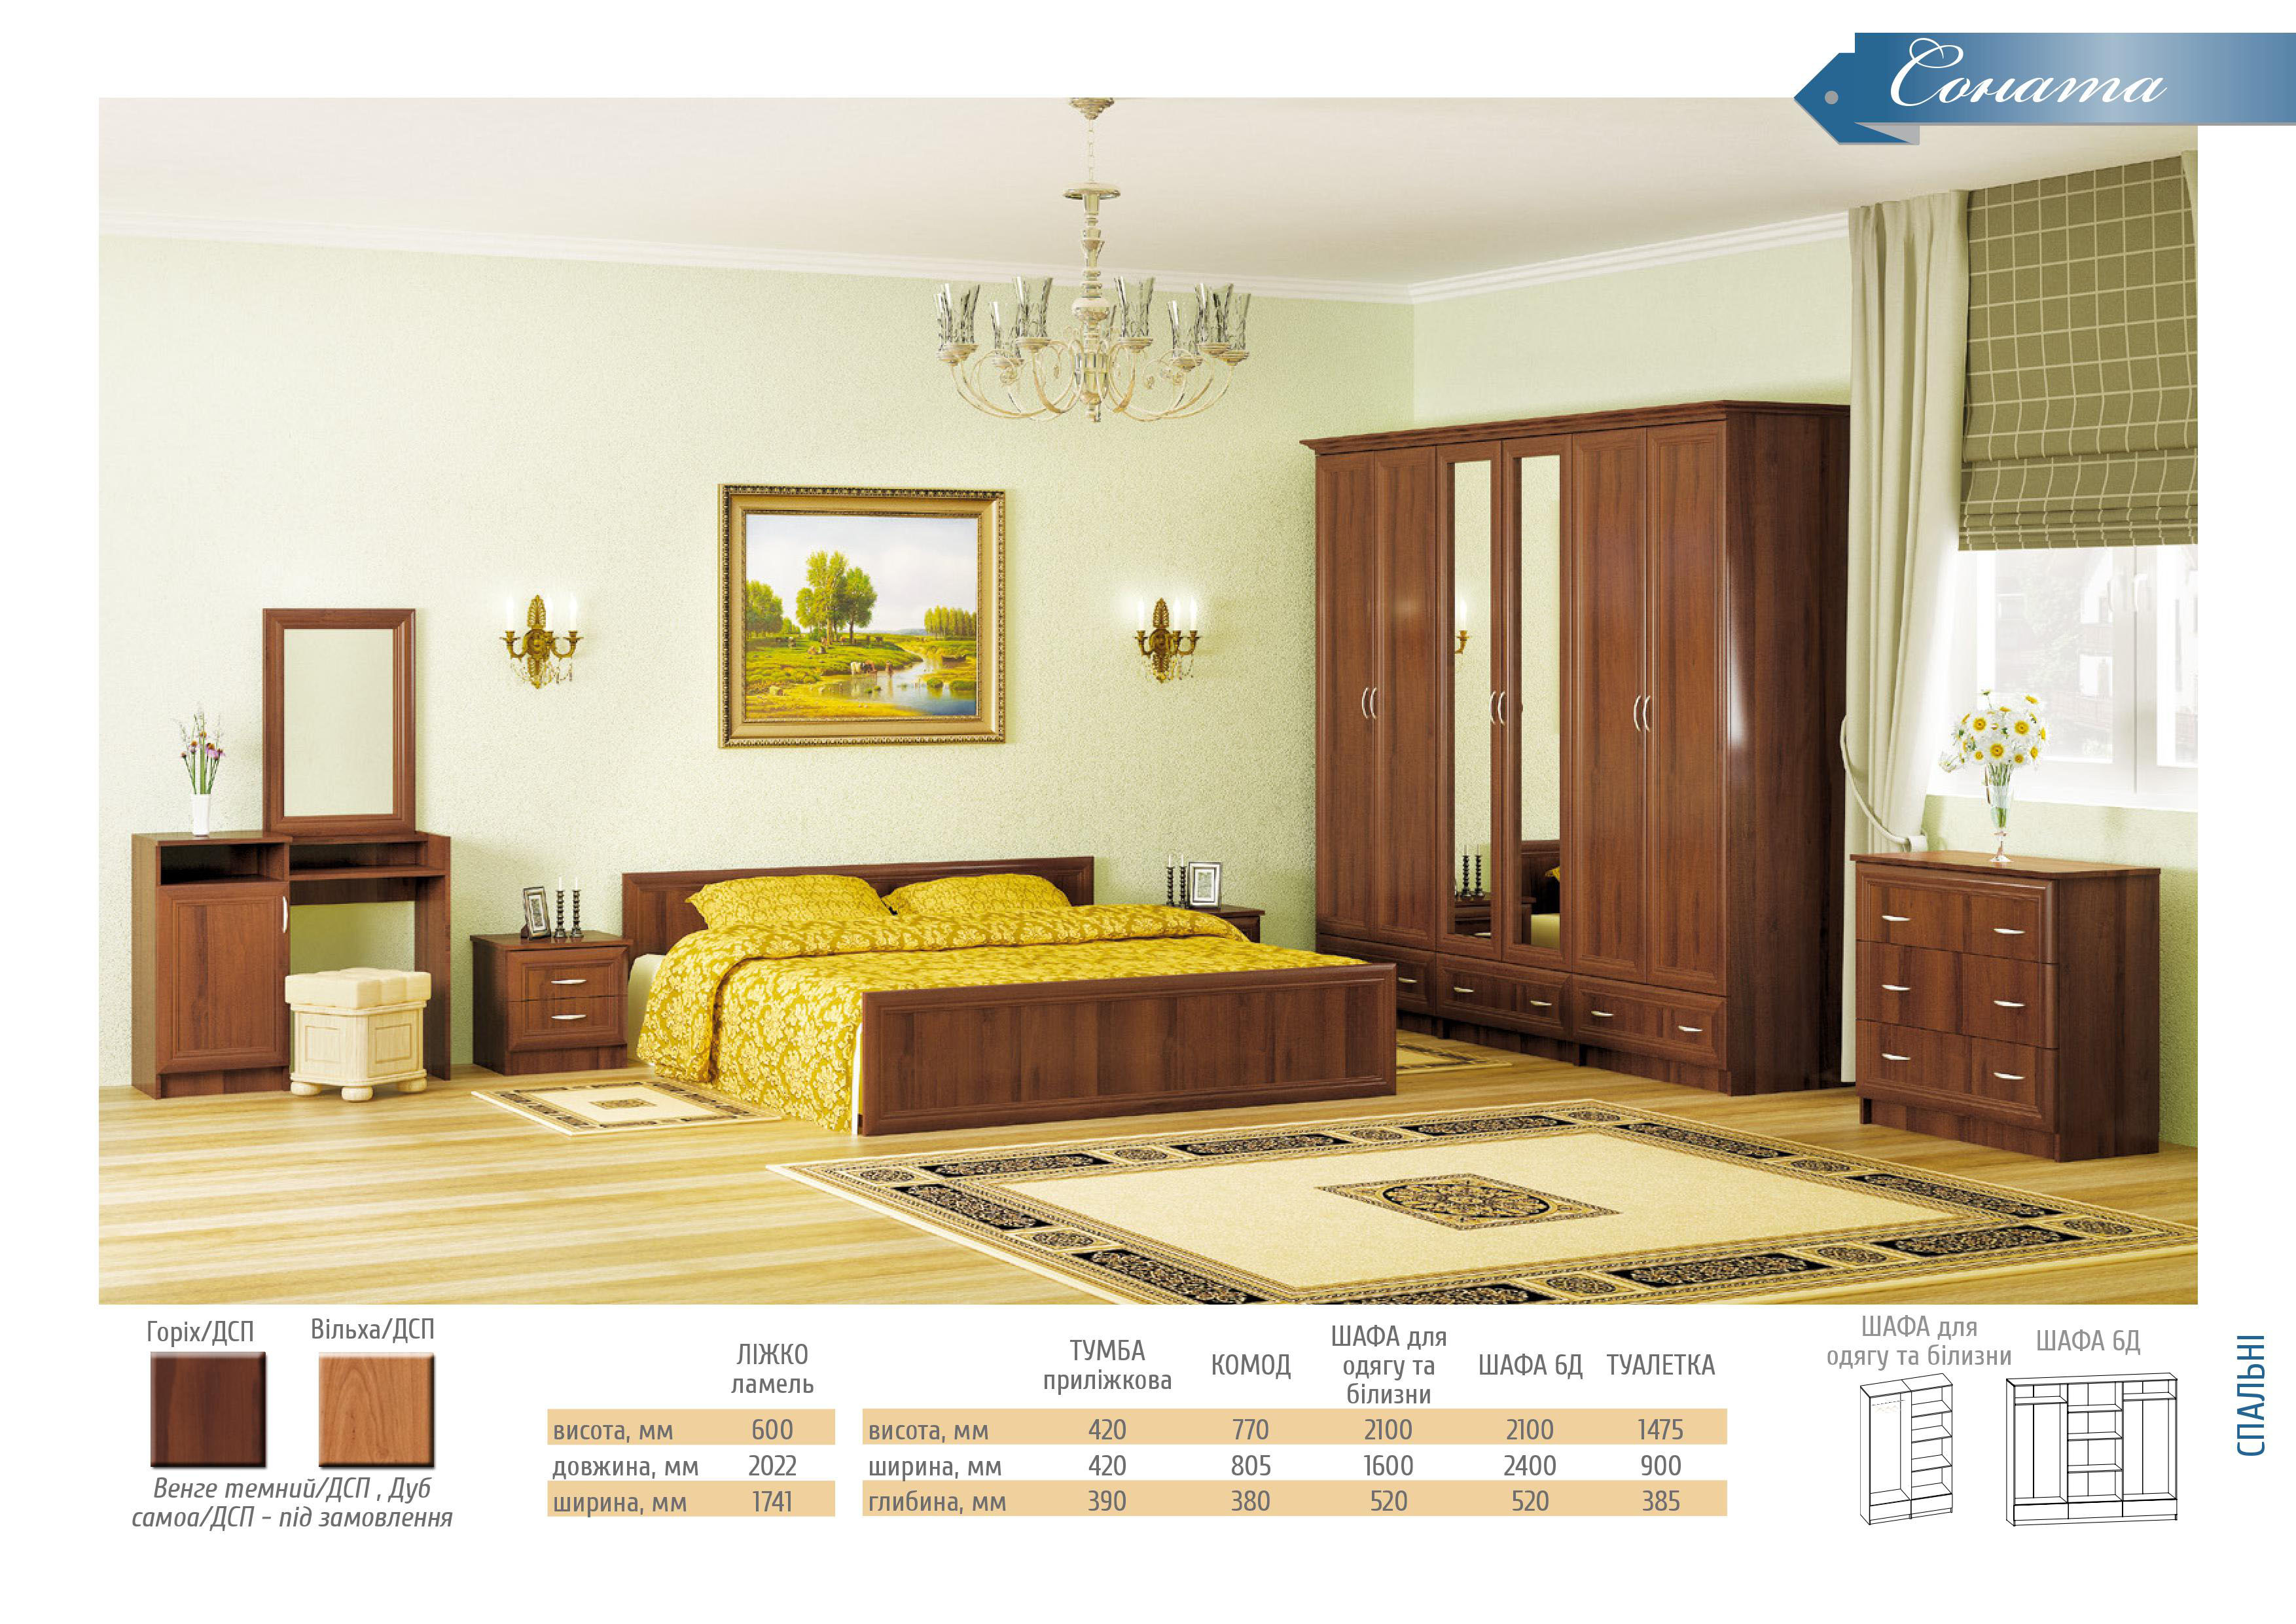 Соната
Горіх/ДСП
Вільха/ДСП
Венге темний/ДСП , Дуб
самоа/ДСП - під замовлення
ЛІЖКО
ламель
висота, мм 600
довжина, мм 2022
ширина, мм 1741
ТУМБА
приліжкова
КОМОД
ШАФА для
одягу та
білизни
ШАФА 6Д
ТУАЛЕТКА
висота, мм 420 770 2100 2100 1475
ширина, мм 420 805 1600 2400 900
глибина, мм 390 380 520 520 385
ШАФА для
одягу та білизни
ШАФА 6Д
СПАЛЬНІ